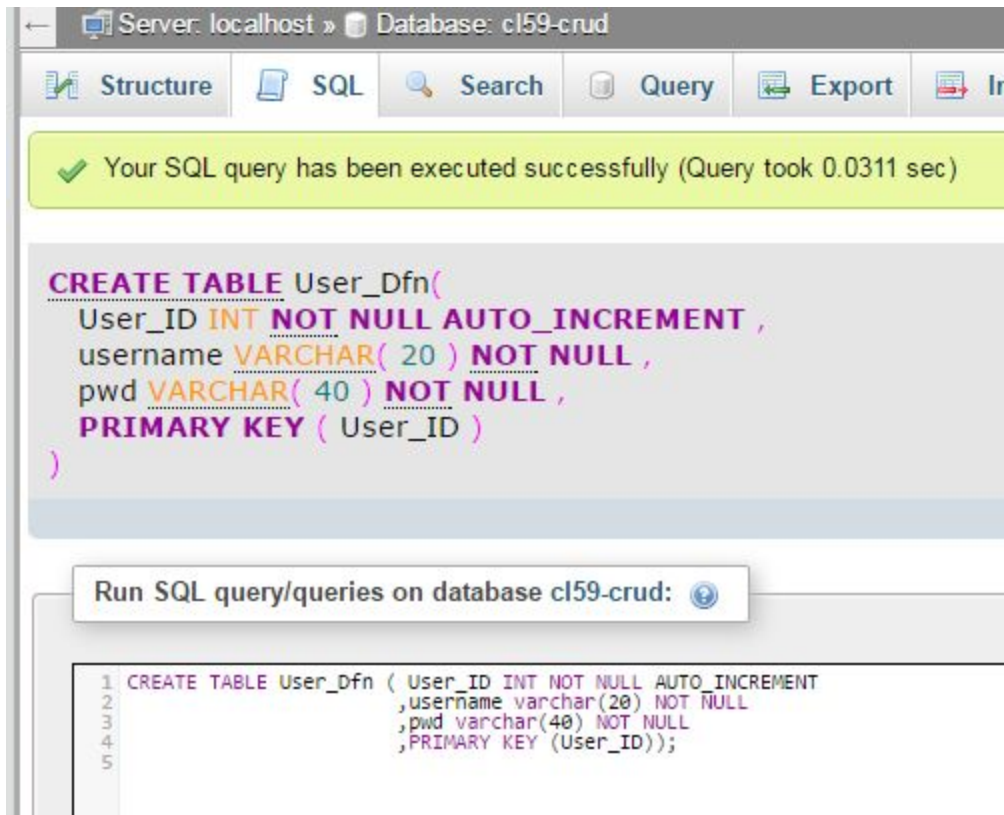 ← Server: localhost » Database: cl59-crud
Structure SQL Search Query Export
Your SQL query has been executed successfully (Query took 0.0311 sec)
CREATE TABLE User_Dfn(
User_ID INT NOT NULL AUTO_INCREMENT ,
username VARCHAR( 20 ) NOT NULL ,
pwd VARCHAR( 40 ) NOT NULL ,
PRIMARY KEY ( User_ID )
)
Run SQL query/queries on database cl59-crud:
1 CREATE TABLE User_Dfn ( User_ID INT NOT NULL AUTO_INCREMENT
2 ,username varchar(20) NOT NULL
3 ,pwd varchar(40) NOT NULL
4 ,PRIMARY KEY (User_ID));
5